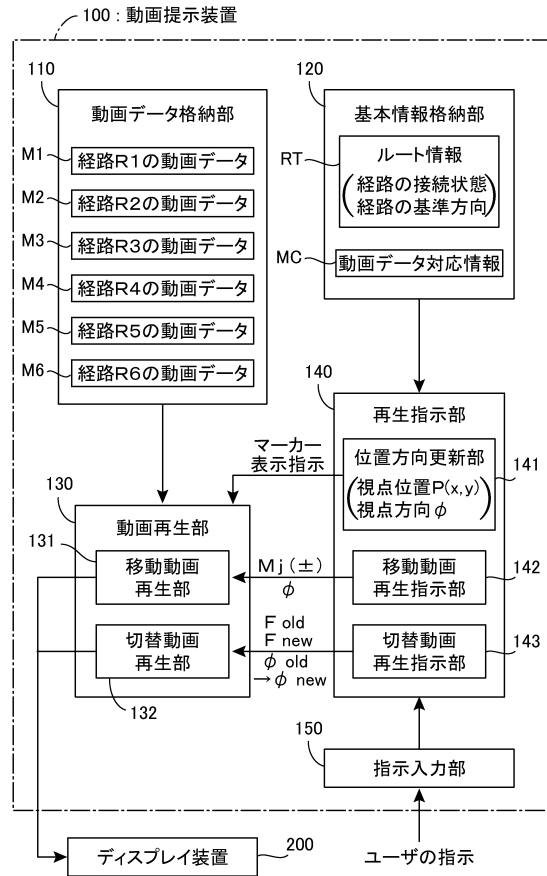 100：動画提示装置
110
動画データ格納部
M1
経路R1の動画データ
M2
経路R2の動画データ
M3
経路R3の動画データ
M4
経路R4の動画データ
M5
経路R5の動画データ
M6
経路R6の動画データ
120
基本情報格納部
RT
ルート情報
(経路の接続状態
経路の基準方向)
MC
動画データ対応情報
140
再生指示部
位置方向更新部
(視点位置P(x,y)
視点方向φ)
141
マーカー
表示指示
130
動画再生部
131
移動動画
再生部
Mj(±)
φ
移動動画
再生指示部
142
切替動画
再生部
132
F old
F new
φ old
→φ new
切替動画
再生指示部
143
150
指示入力部
ディスプレイ装置
200
ユーザの指示